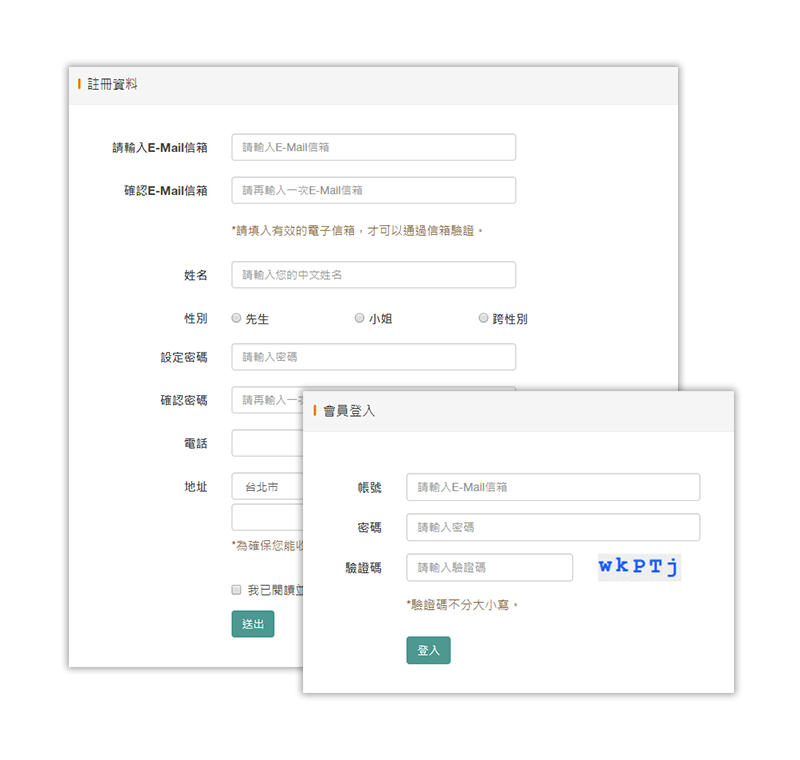 註冊資料
請輸入E-Mail信箱 請輸入E-Mail信箱
確認E-Mail信箱 請再輸入一次E-Mail信箱
*請填入有效的電子信箱，才可以通過信箱驗證。
姓名 請輸入您的中文姓名
性別 先生 小姐 跨性別
設定密碼 請輸入密碼
確認密碼 請再輸入一
電話
地址 台北市
*為確保您能收
我已閱讀並
送出
會員登入
帳號 請輸入E-Mail信箱
密碼 請輸入密碼
驗證碼 請輸入驗證碼 wkPTj
*驗證碼不分大小寫。
登入